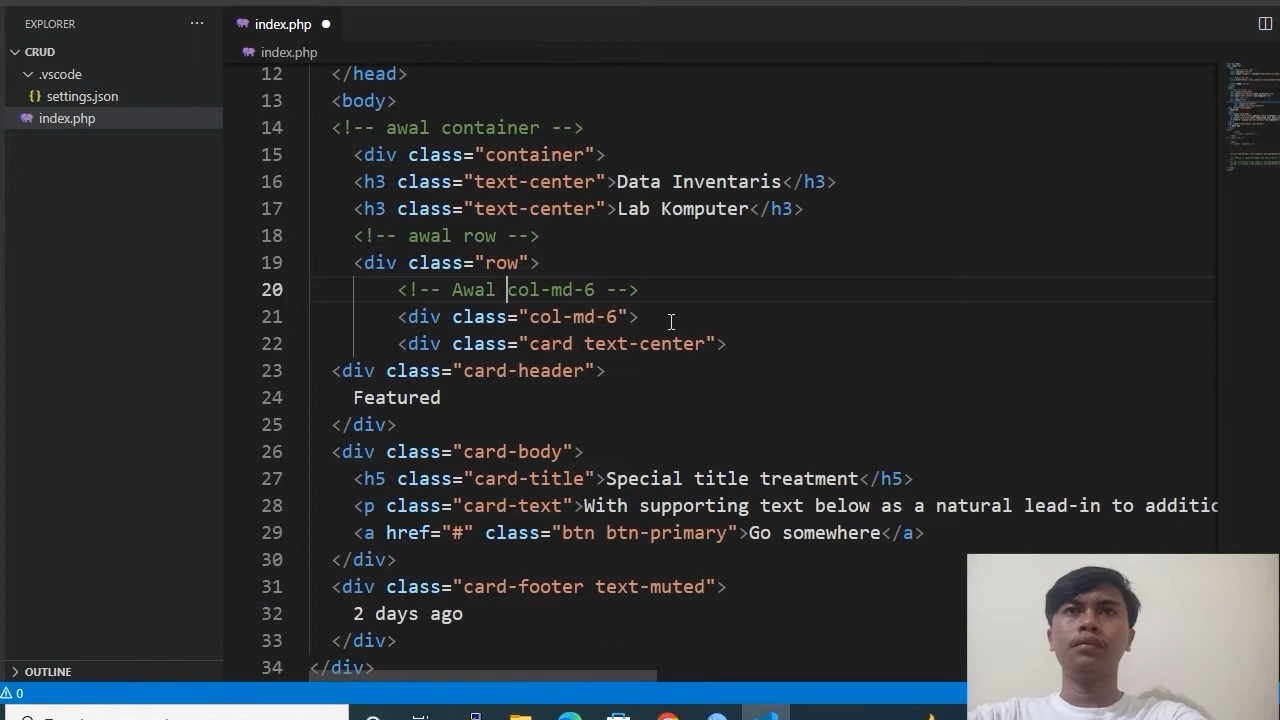 EXPLORER
index.php
CRUD
index.php
.vscode
settings.json
index.php
12 </head>
13 <body>
14 <!-- awal container -->
15 <div class="container">
16 <h3 class="text-center">Data Inventaris</h3>
17 <h3 class="text-center">Lab Komputer</h3>
18 <!-- awal row -->
19 <div class="row">
20 <!-- Awal col-md-6 -->
21 <div class="col-md-6">
22 <div class="card text-center">
23 <div class="card-header">
24 Featured
25 </div>
26 <div class="card-body">
27 <h5 class="card-title">Special title treatment</h5>
28 <p class="card-text">With supporting text below as a natural lead-in to additic
29 <a href="#" class="btn btn-primary">Go somewhere</a>
30 </div>
31 <div class="card-footer text-muted">
32 2 days ago
33 </div>
34 </div>
OUTLINE
0